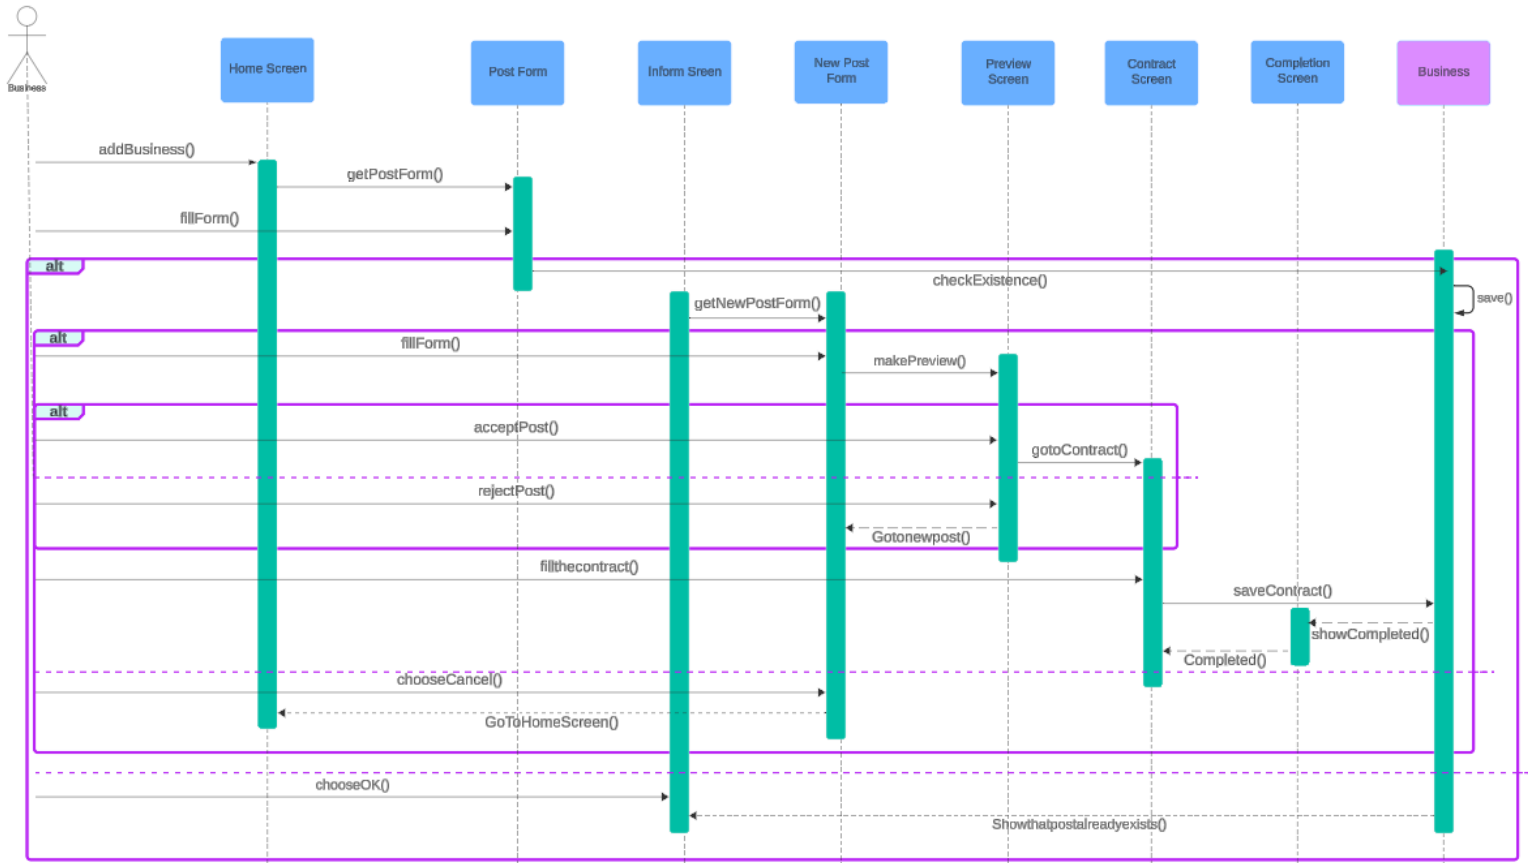 Business
Home Screen
Post Form
Inform Sreen
New Post
Form
Preview
Screen
Contract
Screen
Completion
Screen
Business
addBusiness()
getPostForm()
fillForm()
alt
checkExistence()
save()
getNewPostForm()
alt
fillForm()
makePreview()
alt
acceptPost()
gotoContract()
rejectPost()
Gotonewpost()
fillthecontract()
saveContract()
showCompleted()
Completed()
chooseCancel()
GoToHomeScreen()
chooseOK()
Showthatpostalreadyexists()